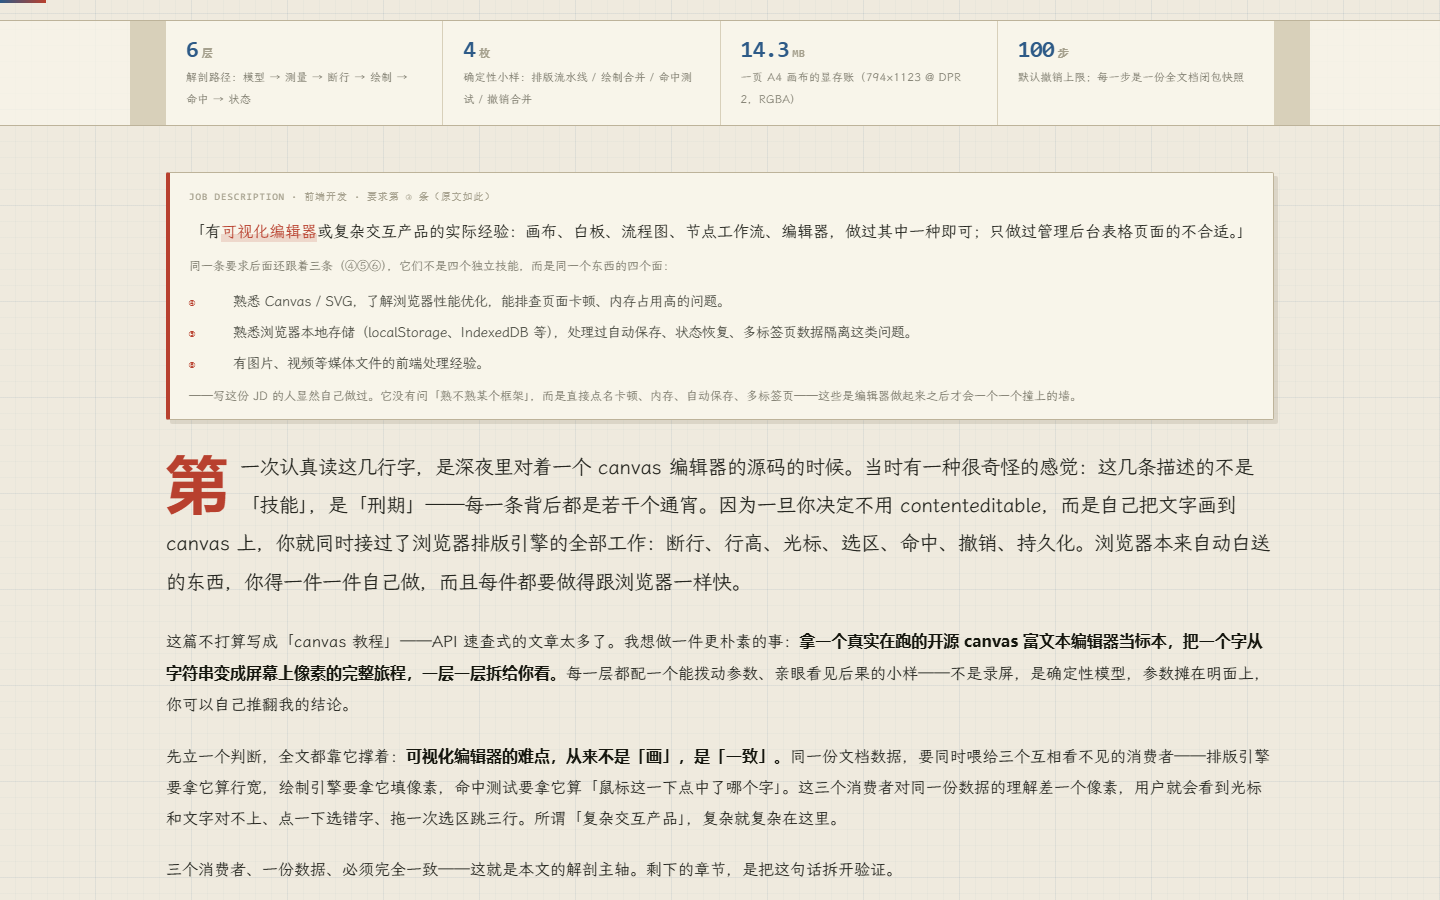 6 层
解剖路径：模型 → 测量 → 断行 → 绘制 →
命中 → 状态
4 枚
确定性小样：排版流水线 / 绘制合并 / 命中测
试 / 撤销合并
14.3 MB
一页 A4 画布的显存账（794×1123 @ DPR
2，RGBA）
100 步
默认撤销上限；每一步是一份全文档闭包快照
JOB DESCRIPTION · 前端开发 · 要求第 ③ 条（原文如此）
「有可视化编辑器或复杂交互产品的实际经验：画布、白板、流程图、节点工作流、编辑器，做过其中一种即可；只做过管理后台表格页面的不合适。」
同一条要求后面还跟着三条（④⑤⑥），它们不是四个独立技能，而是同一个东西的四个面：
④ 熟悉 Canvas / SVG，了解浏览器性能优化，能排查页面卡顿、内存占用高的问题。
⑤ 熟悉浏览器本地存储（localStorage、IndexedDB 等），处理过自动保存、状态恢复、多标签页数据隔离这类问题。
⑥ 有图片、视频等媒体文件的前端处理经验。
——写这份 JD 的人显然自己做过。它没有问「熟不熟某个框架」，而是直接点名卡顿、内存、自动保存、多标签页——这些是编辑器做起来之后才会一个一个撞上的墙。
第一次认真读这几行字，是深夜里对着一个 canvas 编辑器的源码的时候。当时有一种很奇怪的感觉：这几条描述的不是
「技能」，是「刑期」——每一条背后都是若干个通宵。因为一旦你决定不用 contenteditable，而是自己把文字画到
canvas 上，你就同时接过了浏览器排版引擎的全部工作：断行、行高、光标、选区、命中、撤销、持久化。浏览器本来自动白送
的东西，你得一件一件自己做，而且每件都要做得跟浏览器一样快。
这篇不打算写成「canvas 教程」——API 速查式的文章太多了。我想做一件更朴素的事：拿一个真实在跑的开源 canvas 富文本编辑器当标本，把一个字从
字符串变成屏幕上像素的完整旅程，一层一层拆给你看。每一层都配一个能拨动参数、亲眼看见后果的小样——不是录屏，是确定性模型，参数摊在明面上，
你可以自己推翻我的结论。
先立一个判断，全文都靠它撑着：可视化编辑器的难点，从来不是「画」，是「一致」。同一份文档数据，要同时喂给三个互相看不见的消费者——排版引擎
要拿它算行宽，绘制引擎要拿它填像素，命中测试要拿它算「鼠标这一下点中了哪个字」。这三个消费者对同一份数据的理解差一个像素，用户就会看到光标
和文字对不上、点一下选错字、拖一次选区跳三行。所谓「复杂交互产品」，复杂就复杂在这里。
三个消费者、一份数据、必须完全一致——这就是本文的解剖主轴。剩下的章节，是把这句话拆开验证。